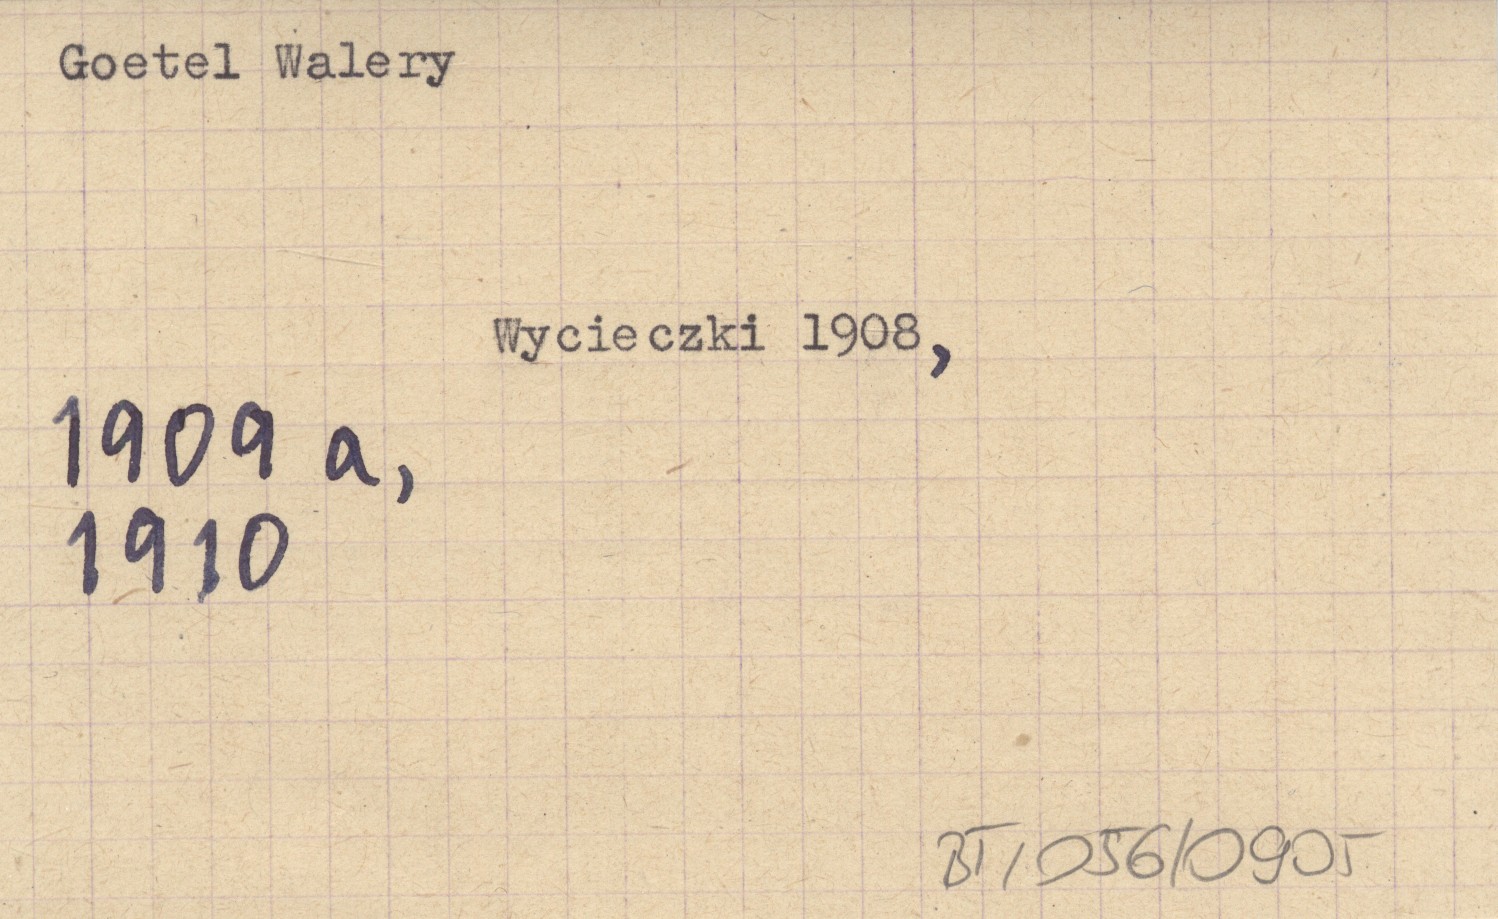 Goetel Walery
Wycieczki 1908,
1909 a,
1910
BT/056/0905